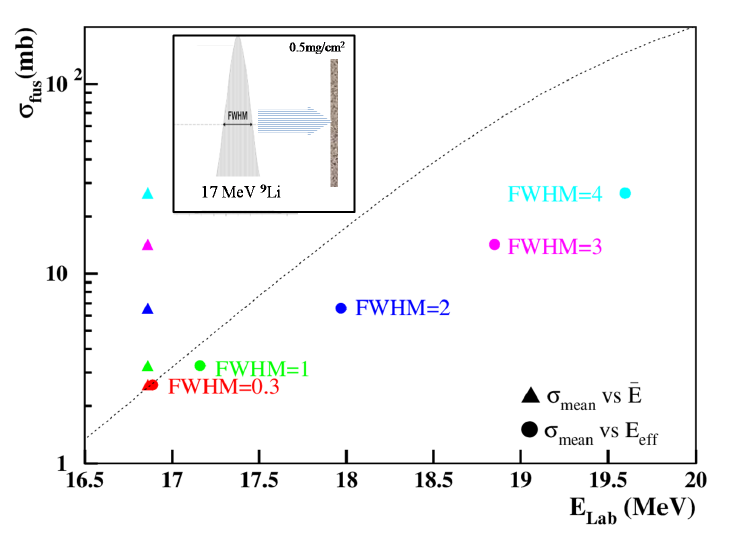 σfus(mb)
10²
10
1
0.5mg/cm²
FWHM
17 MeV ⁹Li
FWHM=4
FWHM=3
FWHM=2
FWHM=1
FWHM=0.3
σmean vs Ē
σmean vs Eeff
16.5 17 17.5 18 18.5 19 19.5 20
ELab (MeV)